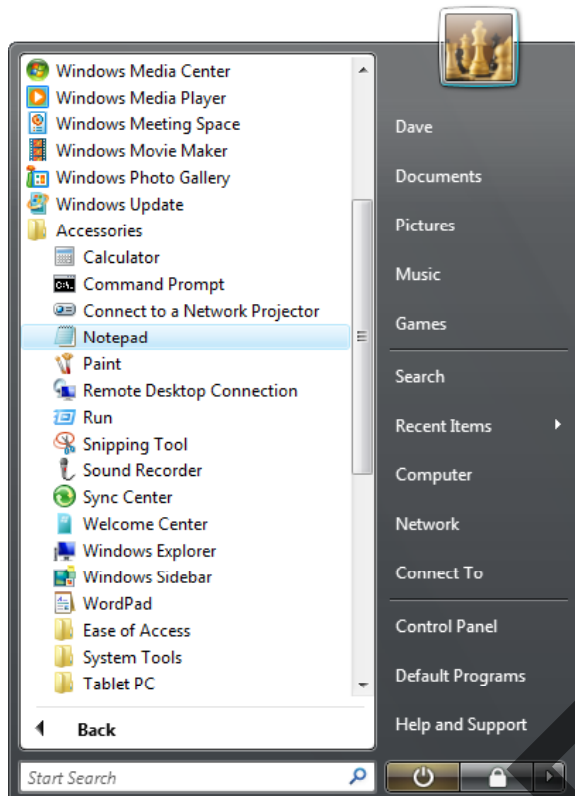 Windows Media Center
Windows Media Player
Windows Meeting Space
Windows Movie Maker
Windows Photo Gallery
Windows Update
Accessories
Calculator
Command Prompt
Connect to a Network Projector
Notepad
Paint
Remote Desktop Connection
Run
Snipping Tool
Sound Recorder
Sync Center
Welcome Center
Windows Explorer
Windows Sidebar
WordPad
Ease of Access
System Tools
Tablet PC
Back
Start Search
Dave
Documents
Pictures
Music
Games
Search
Recent Items
Computer
Network
Connect To
Control Panel
Default Programs
Help and Support